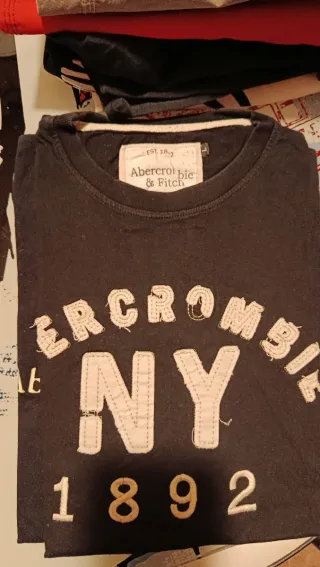 EST. 1892
Abercrombie
& Fitch
ERCROMBIE
NY
1892